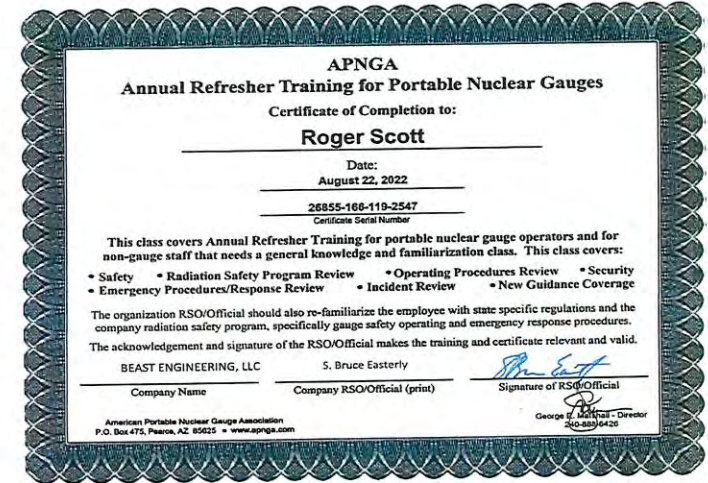 APNGA
Annual Refresher Training for Portable Nuclear Gauges
Certificate of Completion to:
Roger Scott
Date:
August 22, 2022
26855-166-119-2547
Certificate Serial Number
This class covers Annual Refresher Training for portable nuclear gauge operators and for
non-gauge staff that needs a general knowledge and familiarization class. This class covers:
• Safety • Radiation Safety Program Review • Operating Procedures Review • Security
• Emergency Procedures/Response Review • Incident Review • New Guidance Coverage
The organization RSO/Official should also re-familiarize the employee with state specific regulations and the
company radiation safety program, specifically gauge safety operating and emergency response procedures.
The acknowledgement and signature of the RSO/Official makes the training and certificate relevant and valid.
BEAST ENGINEERING, LLC S. Bruce Easterly
Company Name Company RSO/Official (print) Signature of RSO/Official
American Portable Nuclear Gauge Association George E. Marshall - Director
P.O. Box 475, Pearce, AZ 85625 • www.apnga.com 240-888-6426